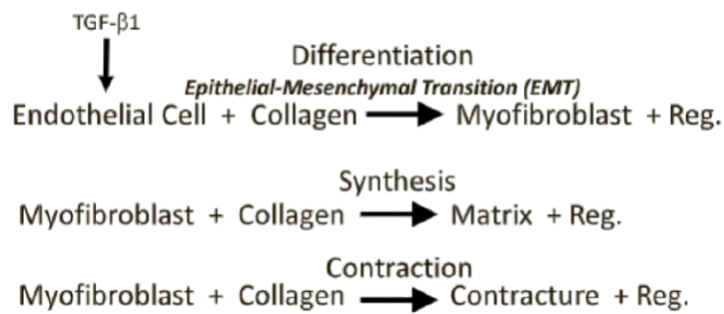 TGF-β1
Differentiation
Epithelial-Mesenchymal Transition (EMT)
Endothelial Cell + Collagen Myofibroblast + Reg.
Synthesis
Myofibroblast + Collagen Matrix + Reg.
Contraction
Myofibroblast + Collagen Contracture + Reg.